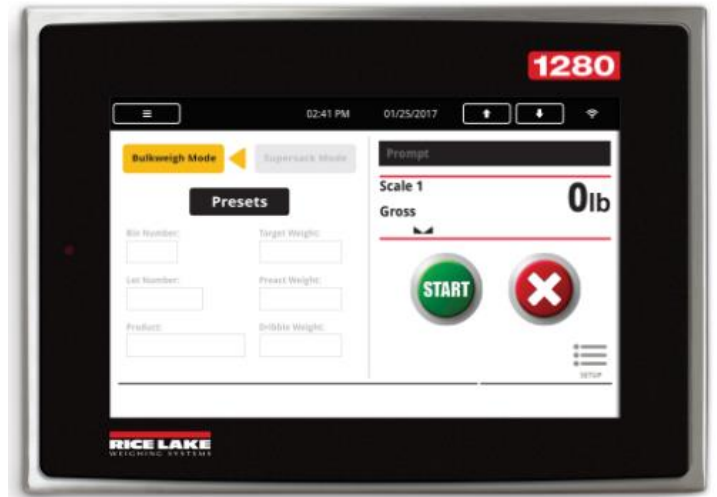 1280
02:41 PM 01/25/2017
Bulkweigh Mode
Supersack Mode
Presets
Bin Number:
Target Weight:
Lot Number:
Preact Weight:
Product:
Dribble Weight:
Prompt
Scale 1
Gross
0lb
START
SETUP
RICE LAKE
WEIGHING SYSTEMS